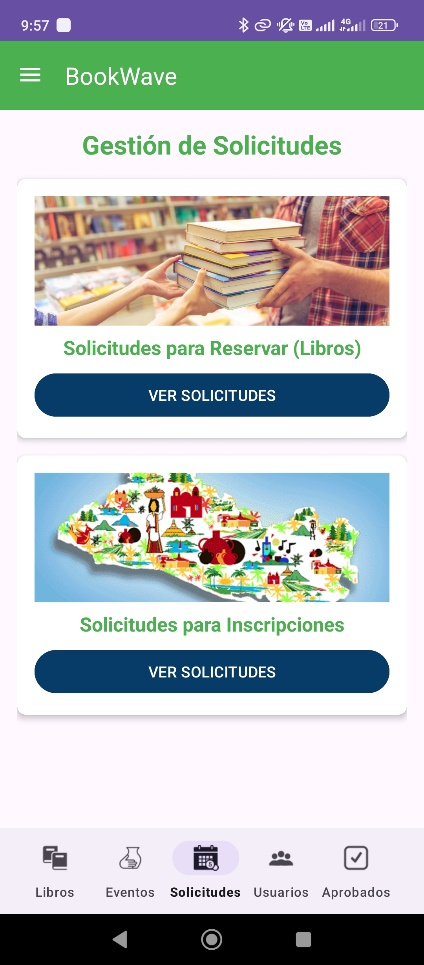 9:57
4G
21
BookWave
Gestión de Solicitudes
Solicitudes para Reservar (Libros)
VER SOLICITUDES
Solicitudes para Inscripciones
VER SOLICITUDES
Libros
Eventos
Solicitudes
Usuarios
Aprobados